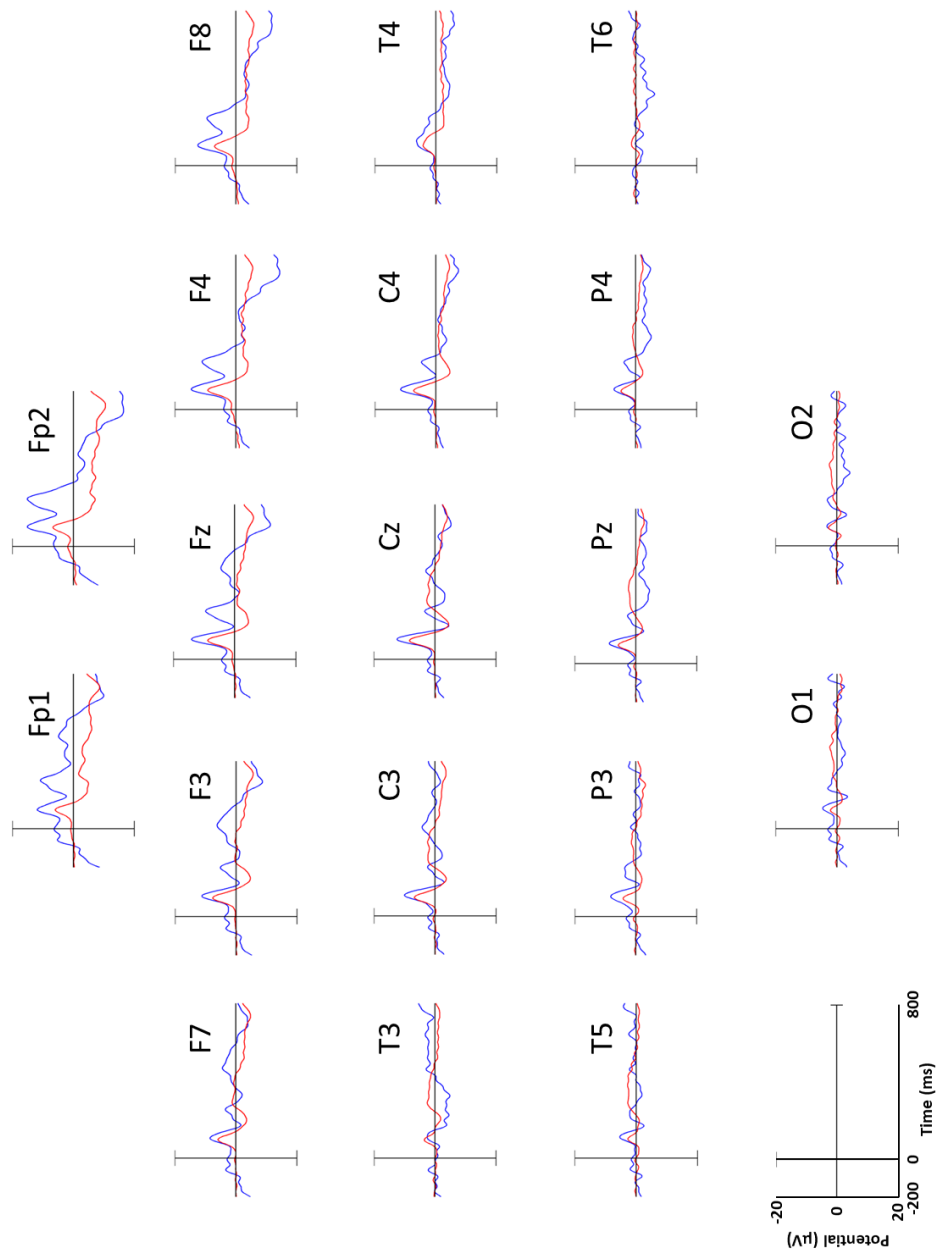 Fp1 Fp2
F7 F3 Fz F4 F8
T3 C3 Cz C4 T4
T5 P3 Pz P4 T6
O1 O2
Potential (μV)
-20
0
20
-200 0 800
Time (ms)